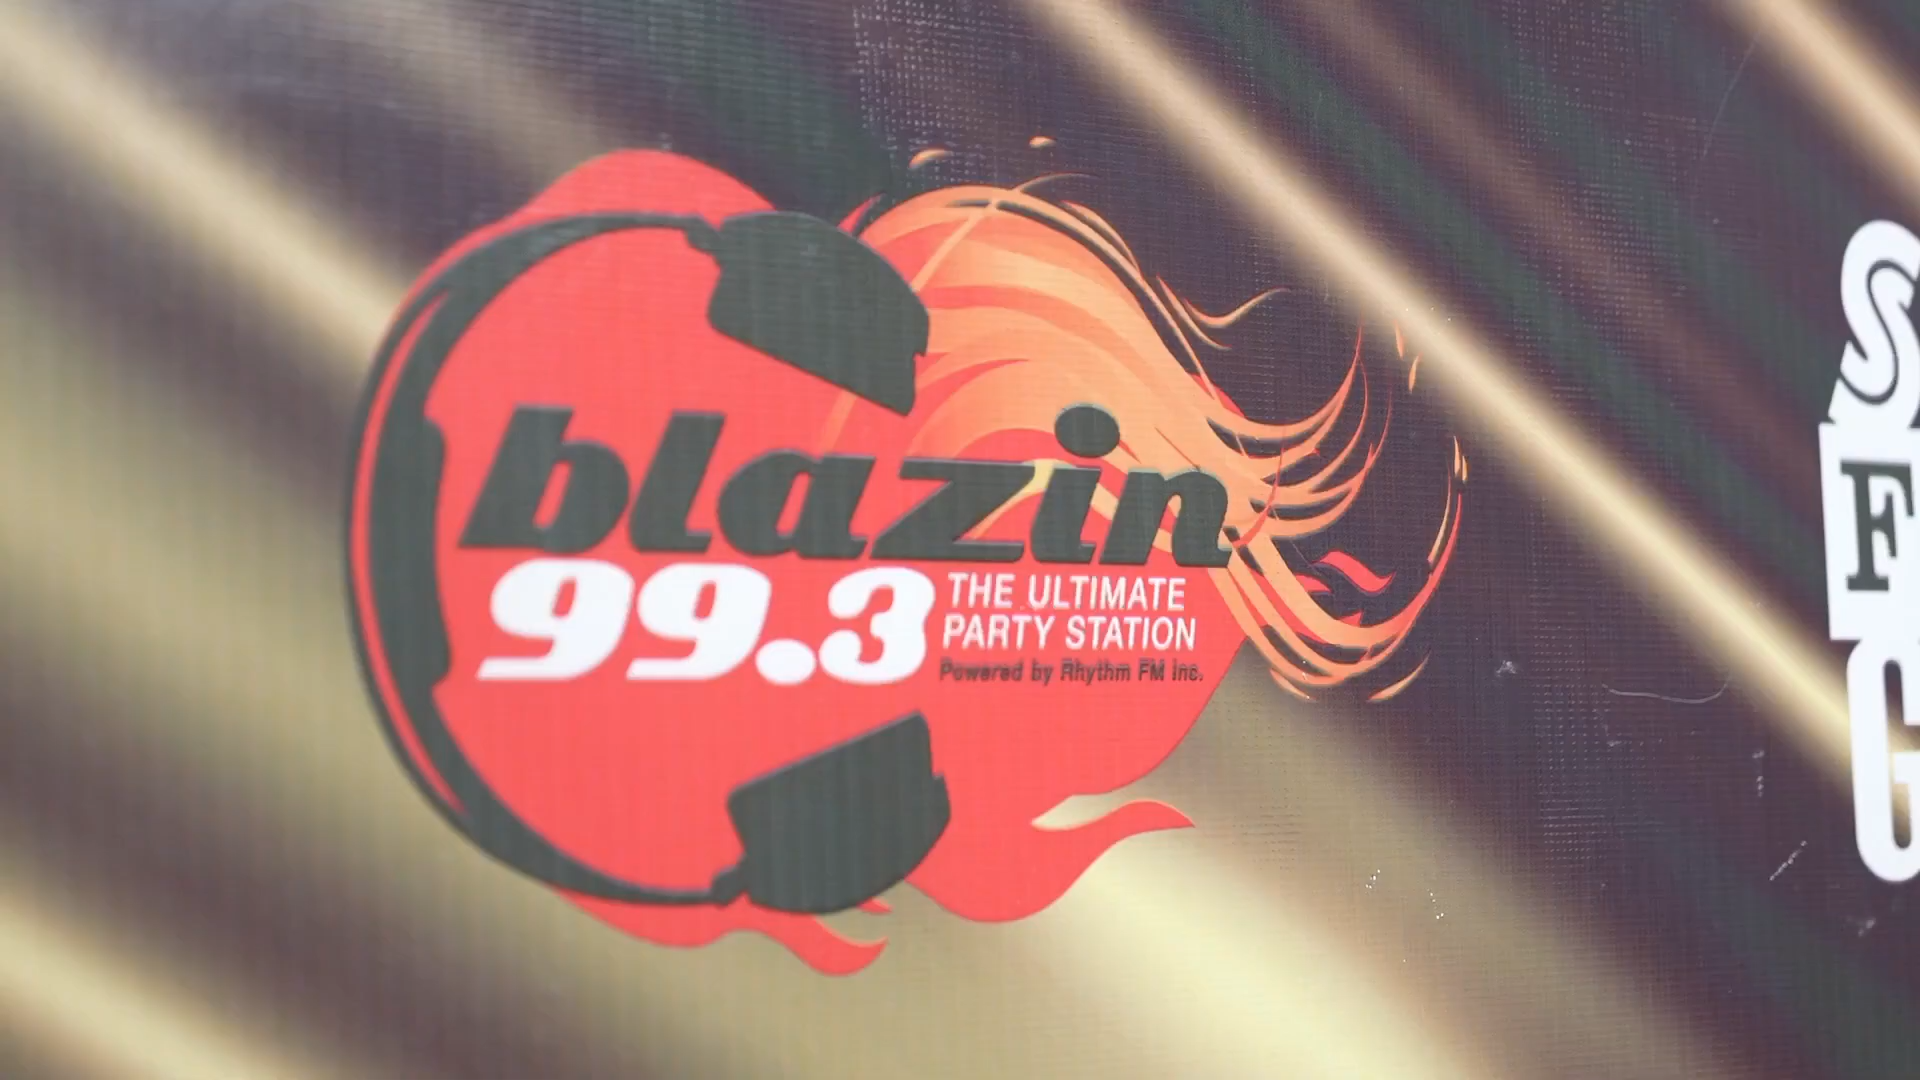 blazin
99.3
THE ULTIMATE
PARTY STATION
Powered by Rhythm FM Inc.
S
F
G